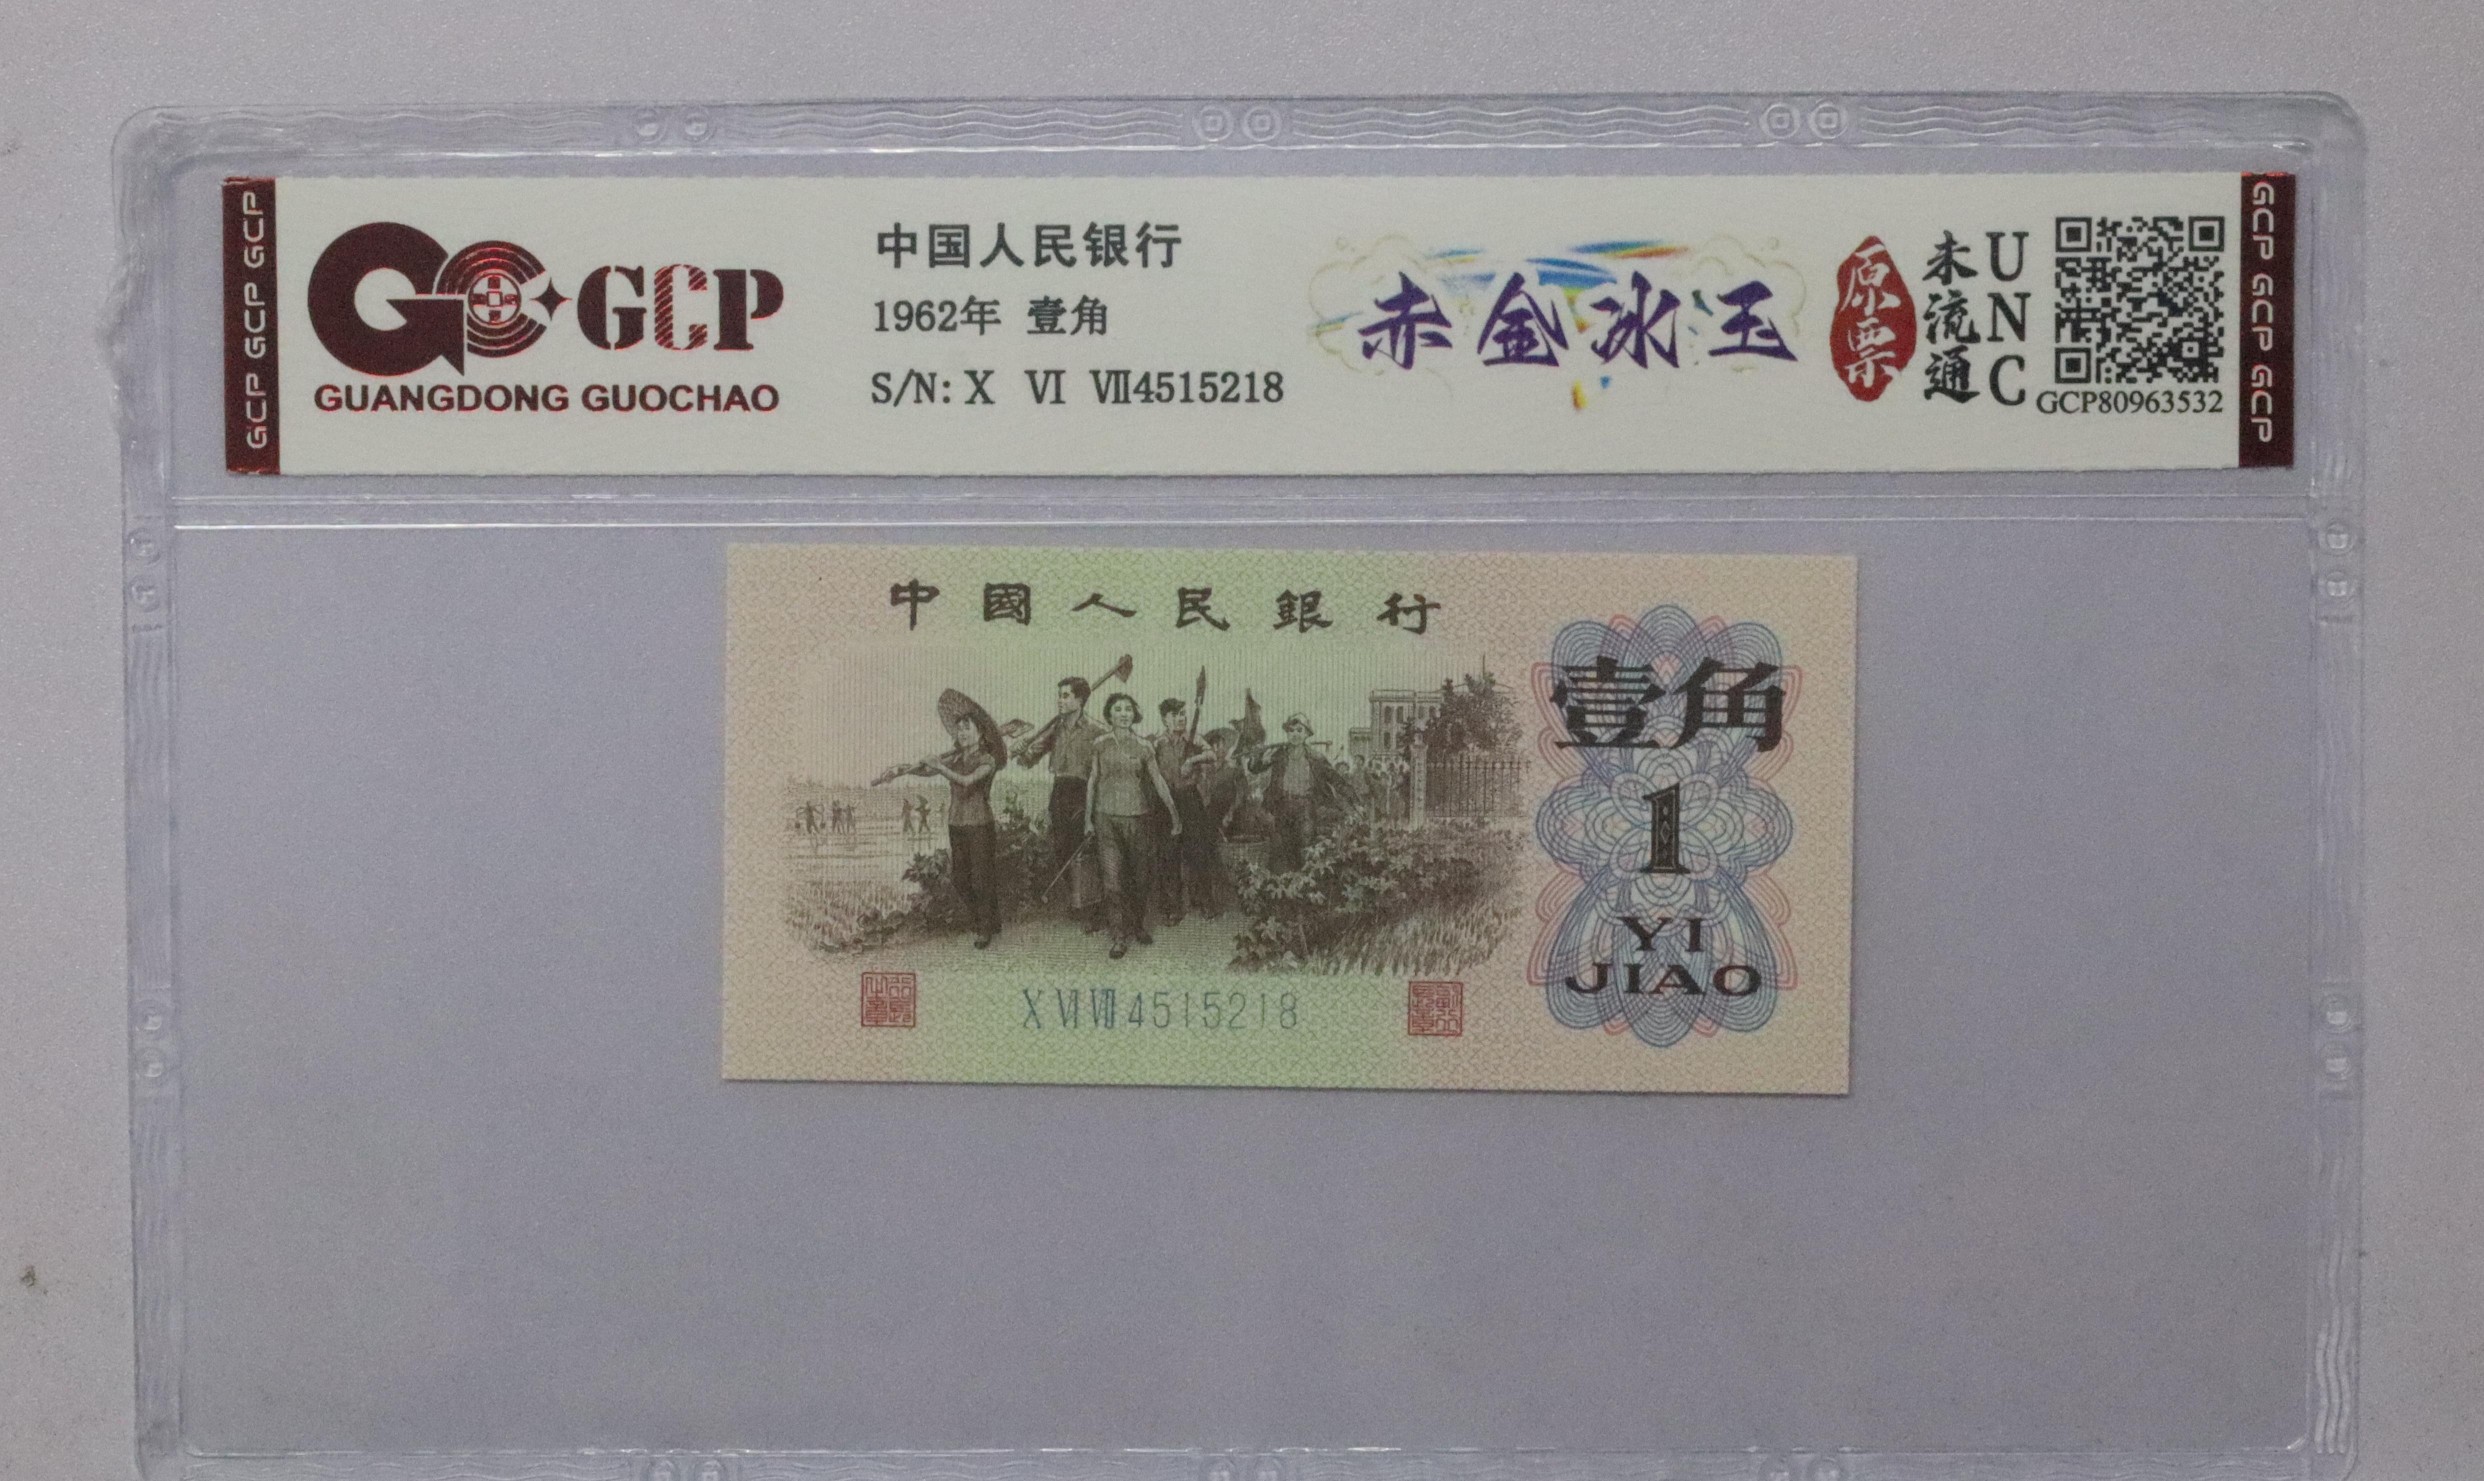 GCP GCP GCP
GCP
GUANGDONG GUOCHAO
中国人民银行
1962年 壹角
S/N: X VI VII4515218
赤金冰玉
原票
未流通
UNC
GCP80963532
GCP GCP GCP
中國人民銀行
壹角
1
YI
JIAO
X VI VII 4515218